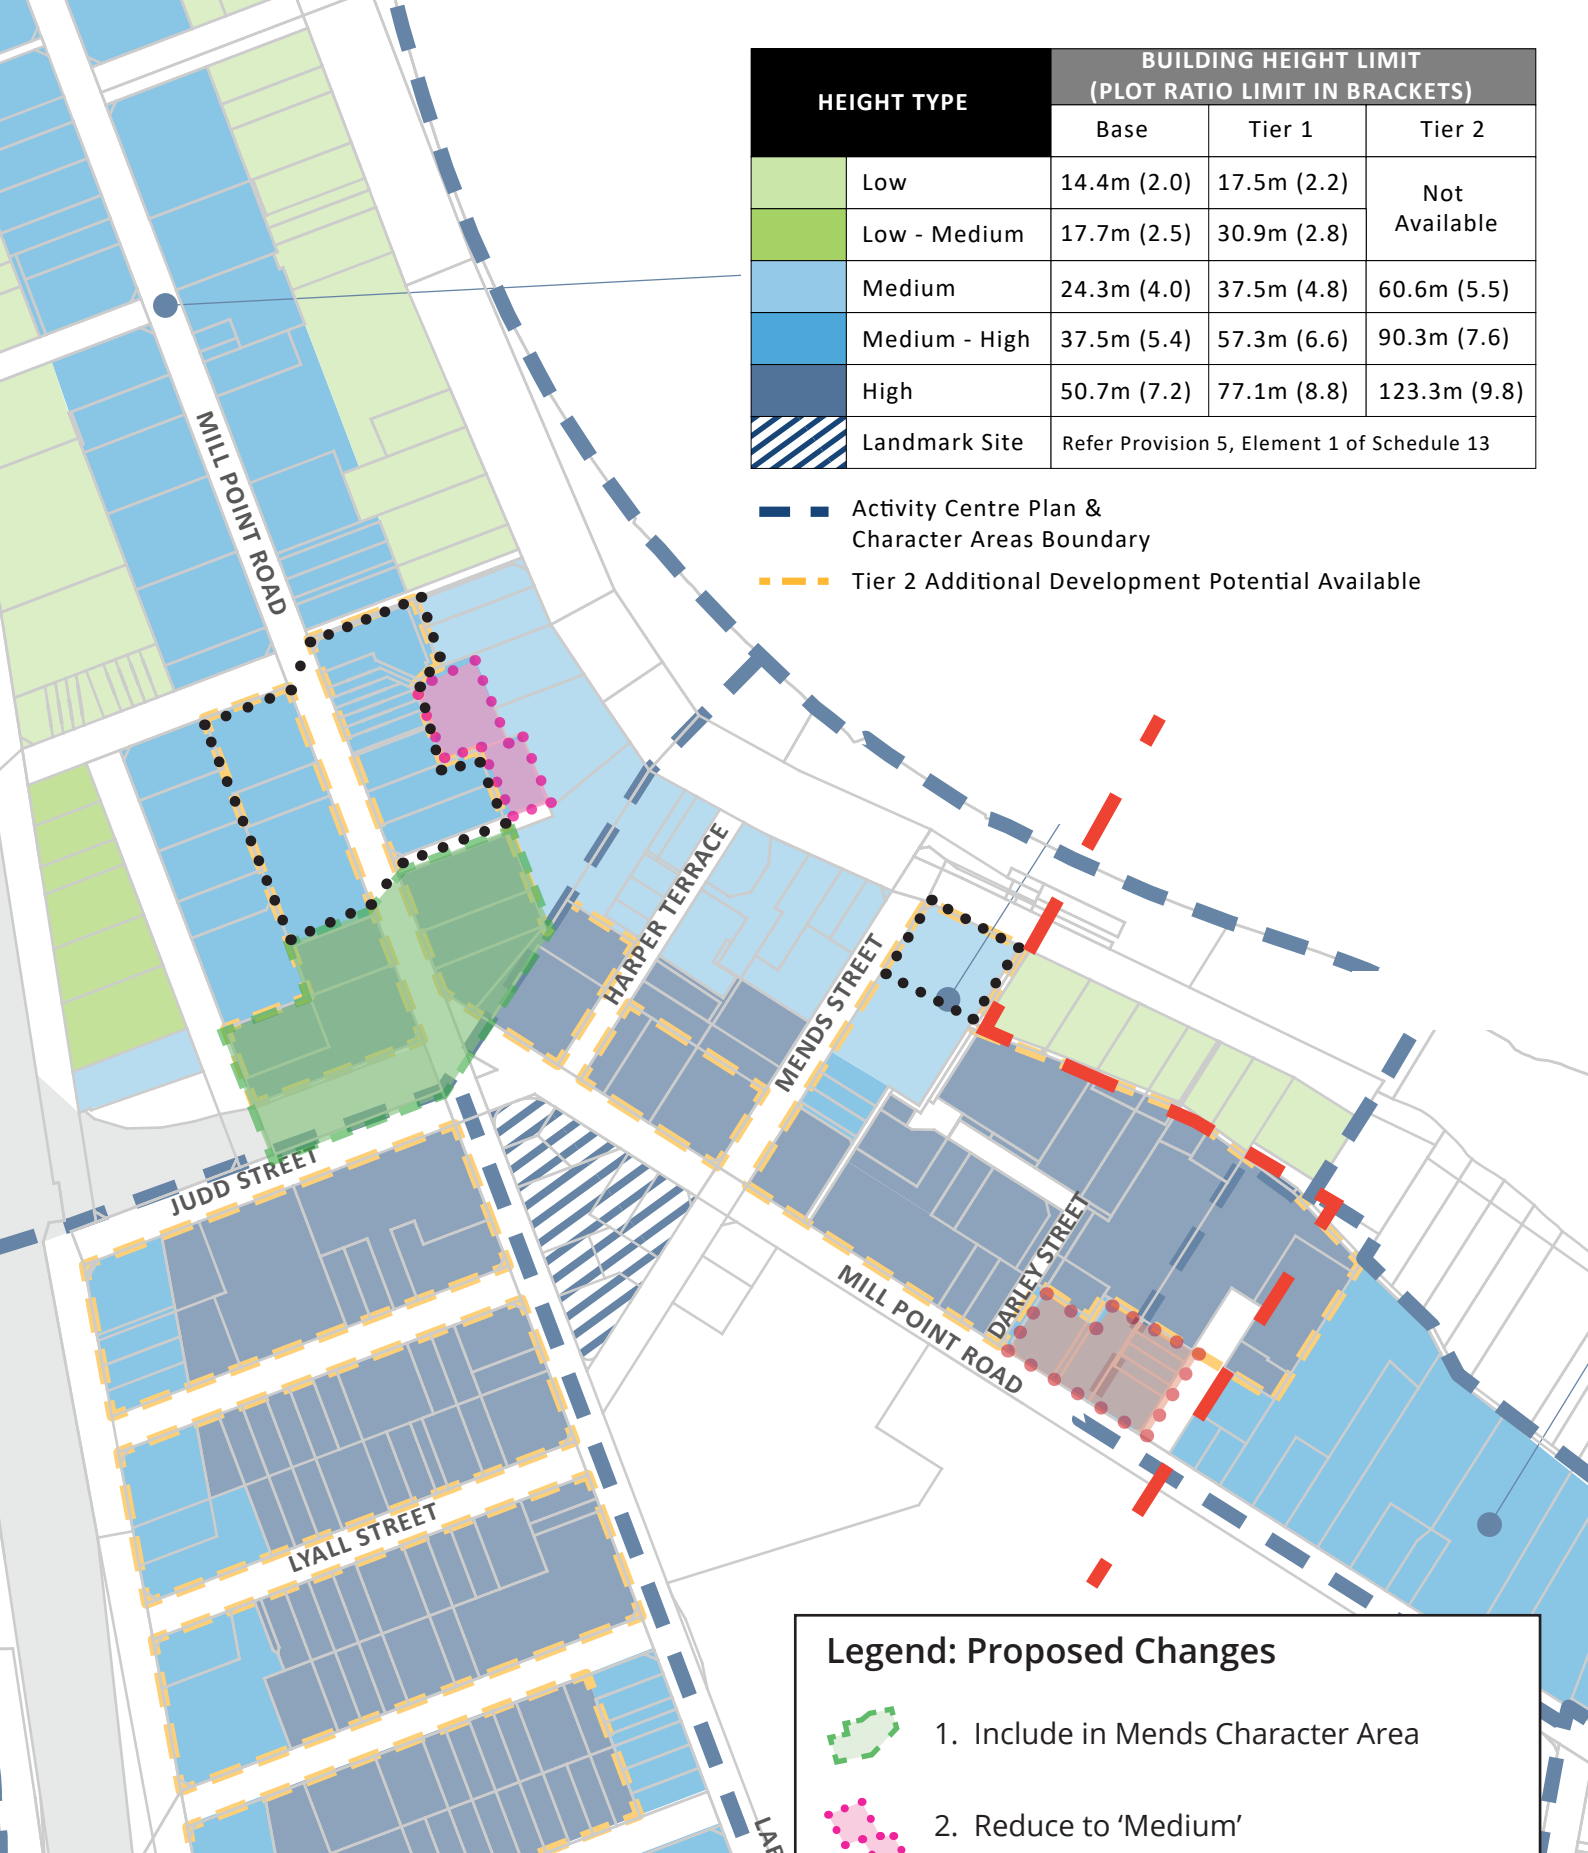 HEIGHT TYPE
BUILDING HEIGHT LIMIT
(PLOT RATIO LIMIT IN BRACKETS)
Base Tier 1 Tier 2
Low 14.4m (2.0) 17.5m (2.2) Not Available
Low - Medium 17.7m (2.5) 30.9m (2.8)
Medium 24.3m (4.0) 37.5m (4.8) 60.6m (5.5)
Medium - High 37.5m (5.4) 57.3m (6.6) 90.3m (7.6)
High 50.7m (7.2) 77.1m (8.8) 123.3m (9.8)
Landmark Site Refer Provision 5, Element 1 of Schedule 13
Activity Centre Plan &
Character Areas Boundary
Tier 2 Additional Development Potential Available
MILL POINT ROAD
HARPER TERRACE
MENDS STREET
JUDD STREET
DARLEY STREET
MILL POINT ROAD
LYALL STREET
Legend: Proposed Changes
1. Include in Mends Character Area
2. Reduce to ‘Medium’